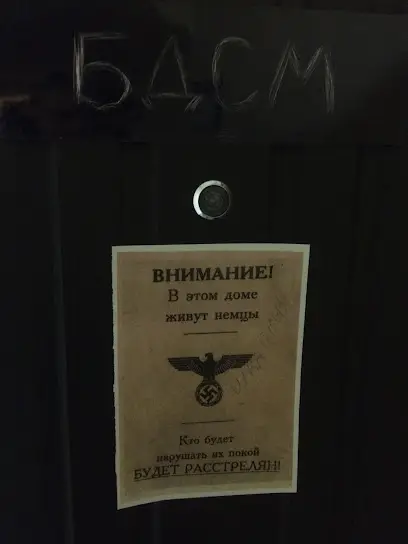 БДСМ
ВНИМАНИЕ!
В этом доме
живут немцы
Кто будет
нарушать их покой
БУДЕТ РАССТРЕЛЯН!